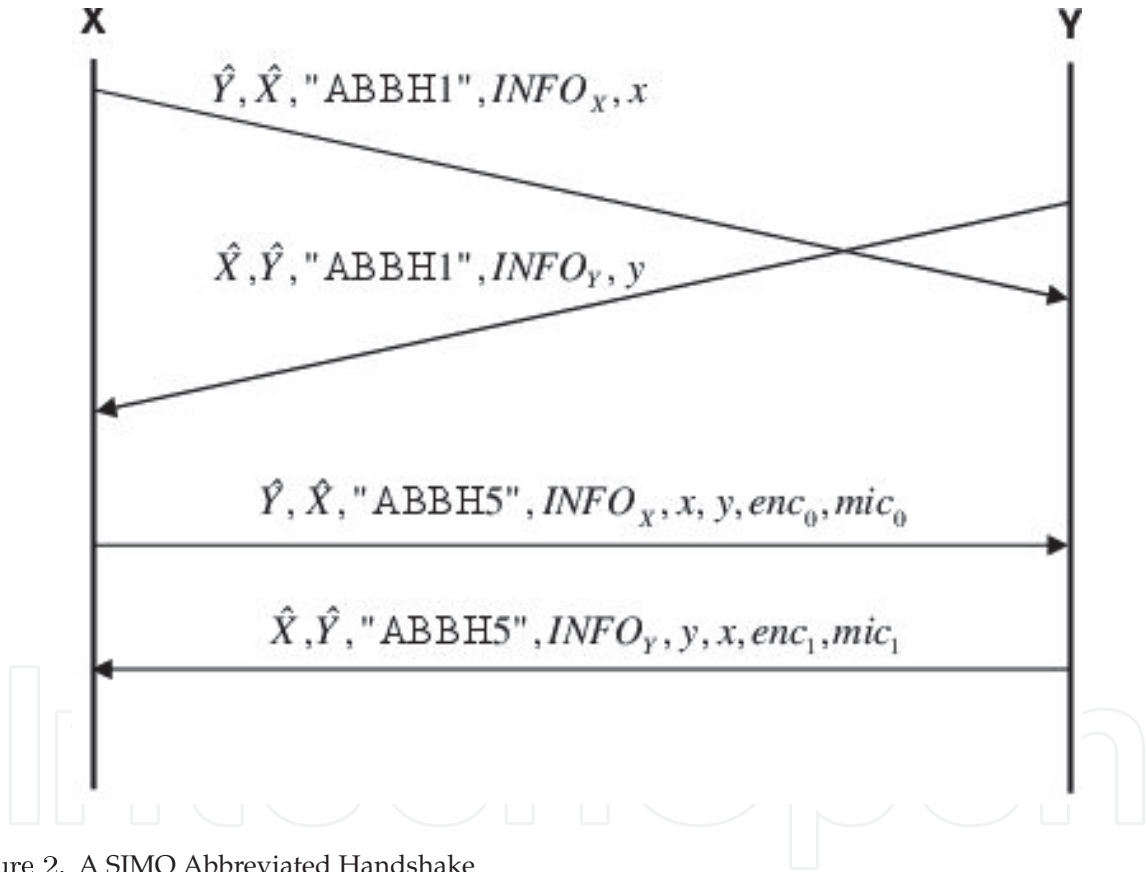 X Y
Ŷ, X̂, "ABBH1", INFO_X, x
X̂, Ŷ, "ABBH1", INFO_Y, y
Ŷ, X̂, "ABBH5", INFO_X, x, y, enc_0, mic_0
X̂, Ŷ, "ABBH5", INFO_Y, y, x, enc_1, mic_1
ure 2. A SIMO Abbreviated Handshake